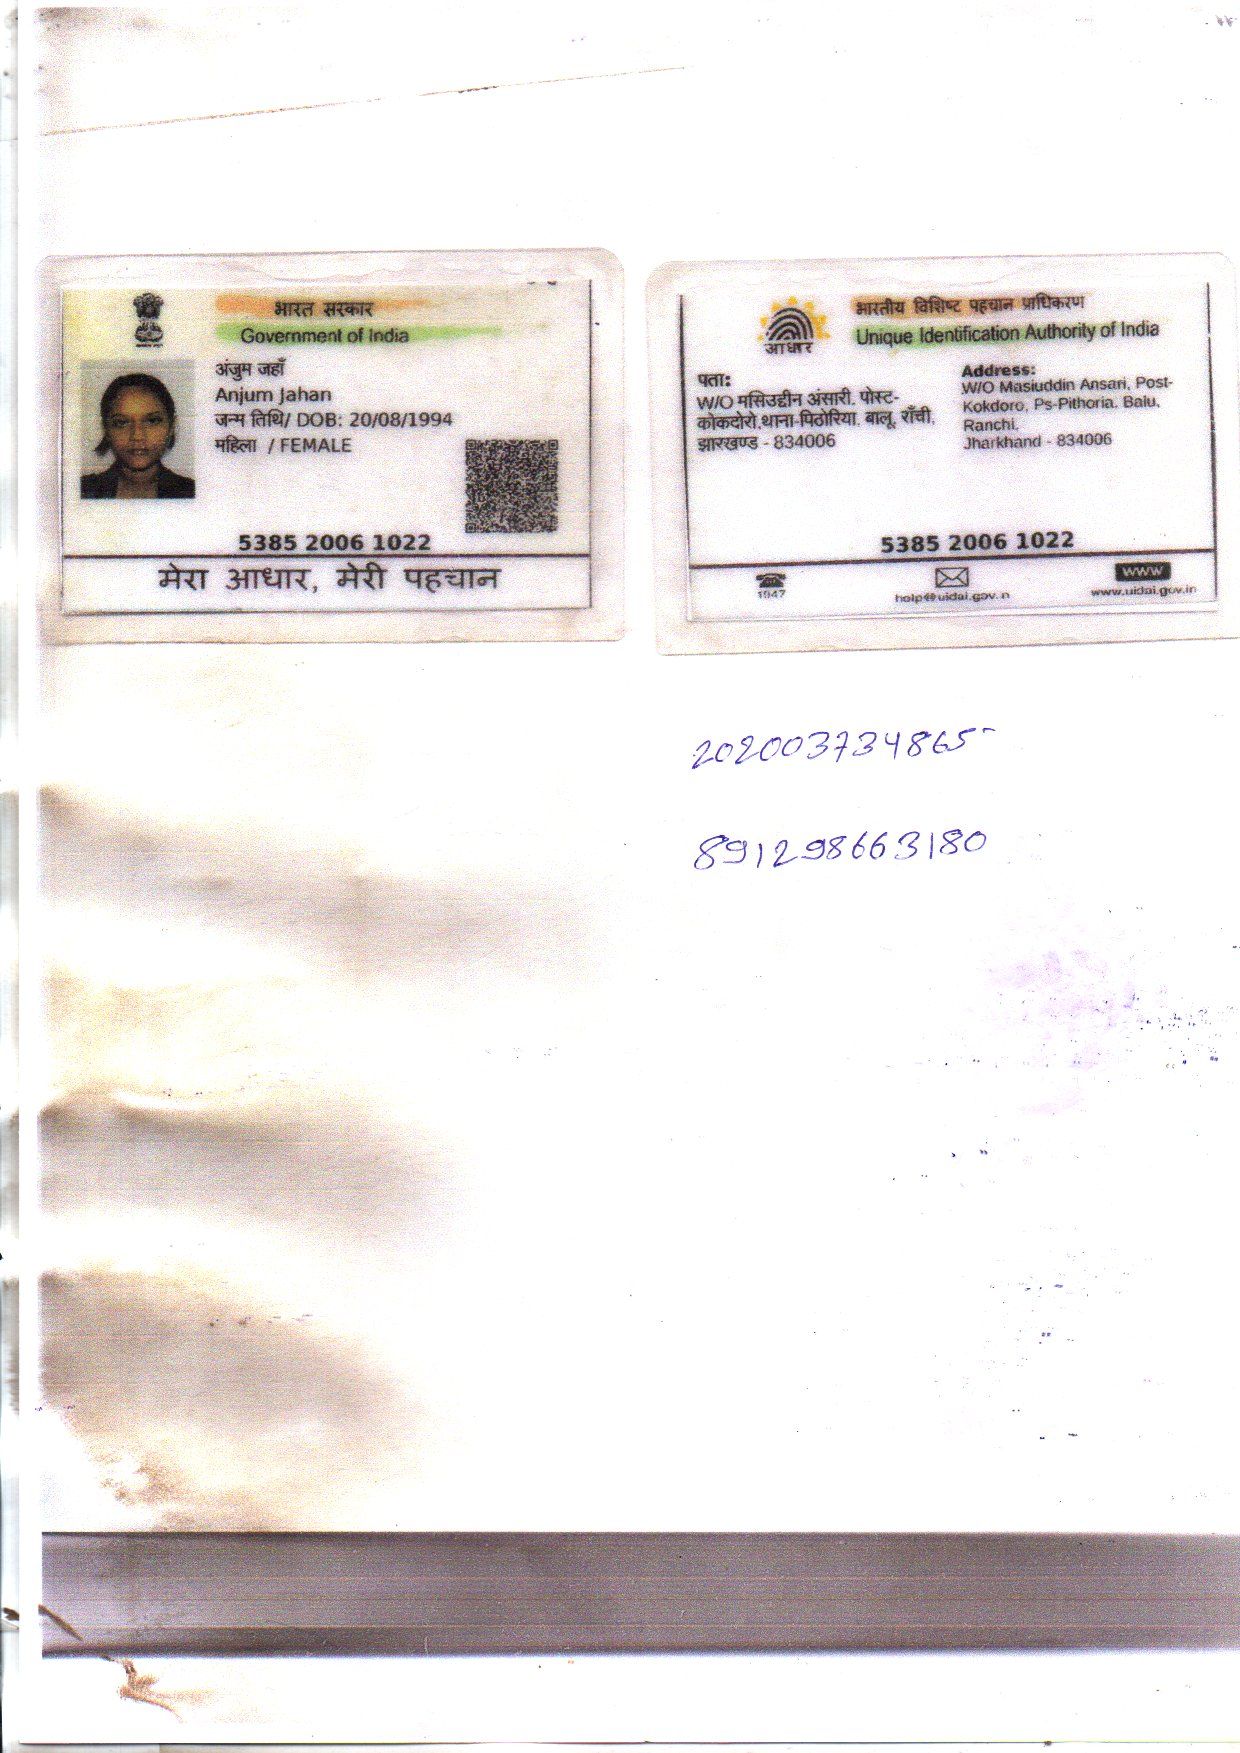 भारत सरकार
Government of India
अंजुम जहाँ
Anjum Jahan
जन्म तिथि/ DOB: 20/08/1994
महिला / FEMALE
5385 2006 1022
मेरा आधार, मेरी पहचान
भारतीय विशिष्ट पहचान प्राधिकरण
Unique Identification Authority of India
आधार
पता:
W/O मसिउद्दीन अंसारी, पोस्ट-
कोकदोरो,थाना-पिठोरिया, बालू, राँची,
झारखण्ड - 834006
Address:
W/O Masiuddin Ansari, Post-
Kokdoro, Ps-Pithoria, Balu,
Ranchi,
Jharkhand - 834006
5385 2006 1022
1947
help@uidai.gov.in
www
www.uidai.gov.in
202003734865
891298663180